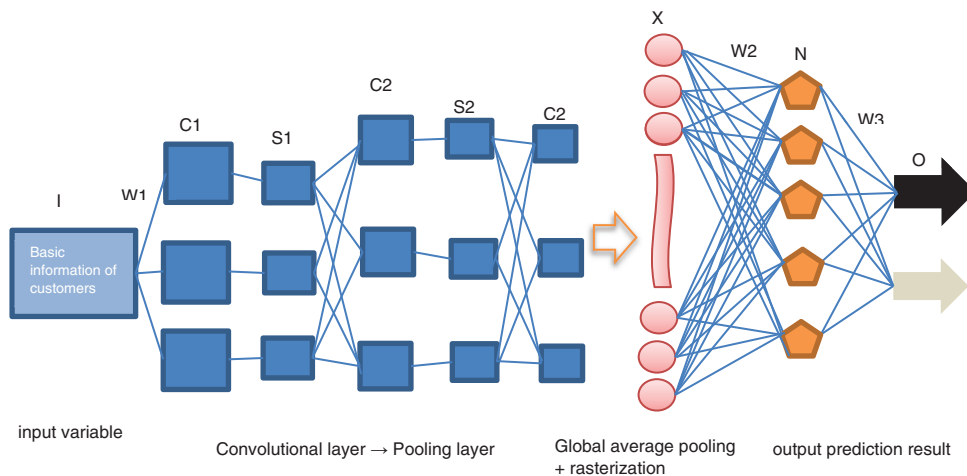 X
W2
N
C2
S2
C2
C1
S1
W3
O
I
W1
Basic
information of
customers
input variable
Convolutional layer → Pooling layer
Global average pooling
+ rasterization
output prediction result